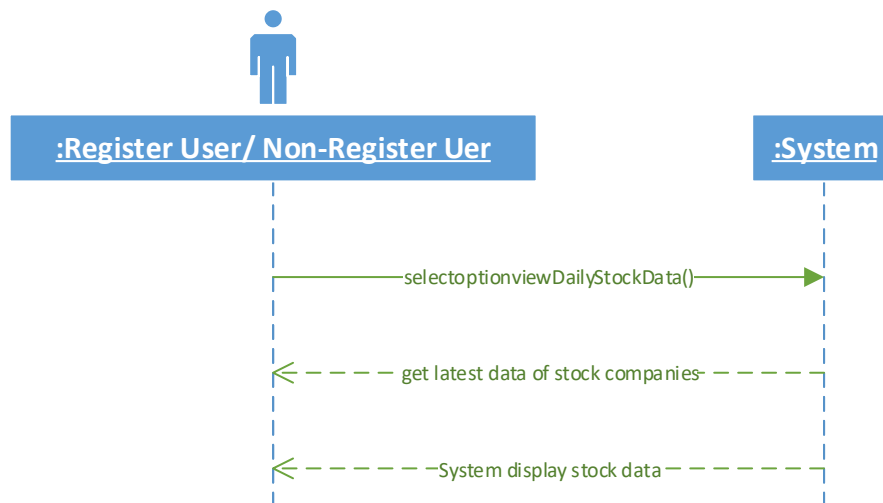 :Register User/ Non-Register Uer
:System
selectoptionviewDailyStockData()
get latest data of stock companies
System display stock data